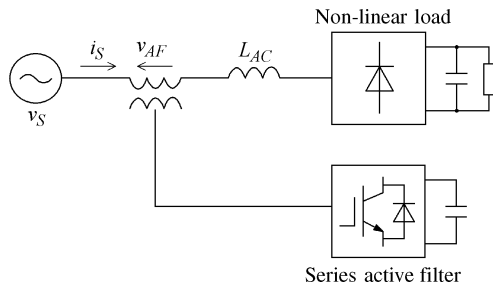 Non-linear load
i_S
v_AF
L_AC
v_S
Series active filter